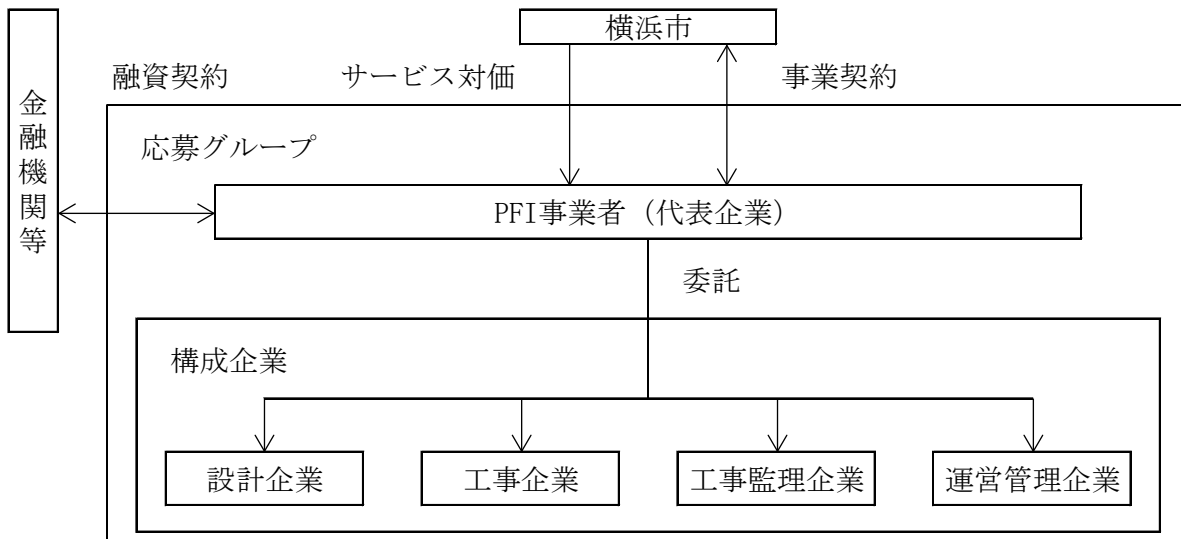 横浜市
融資契約
サービス対価
事業契約
金融機関等
応募グループ
PFI事業者（代表企業）
委託
構成企業
設計企業
工事企業
工事監理企業
運営管理企業